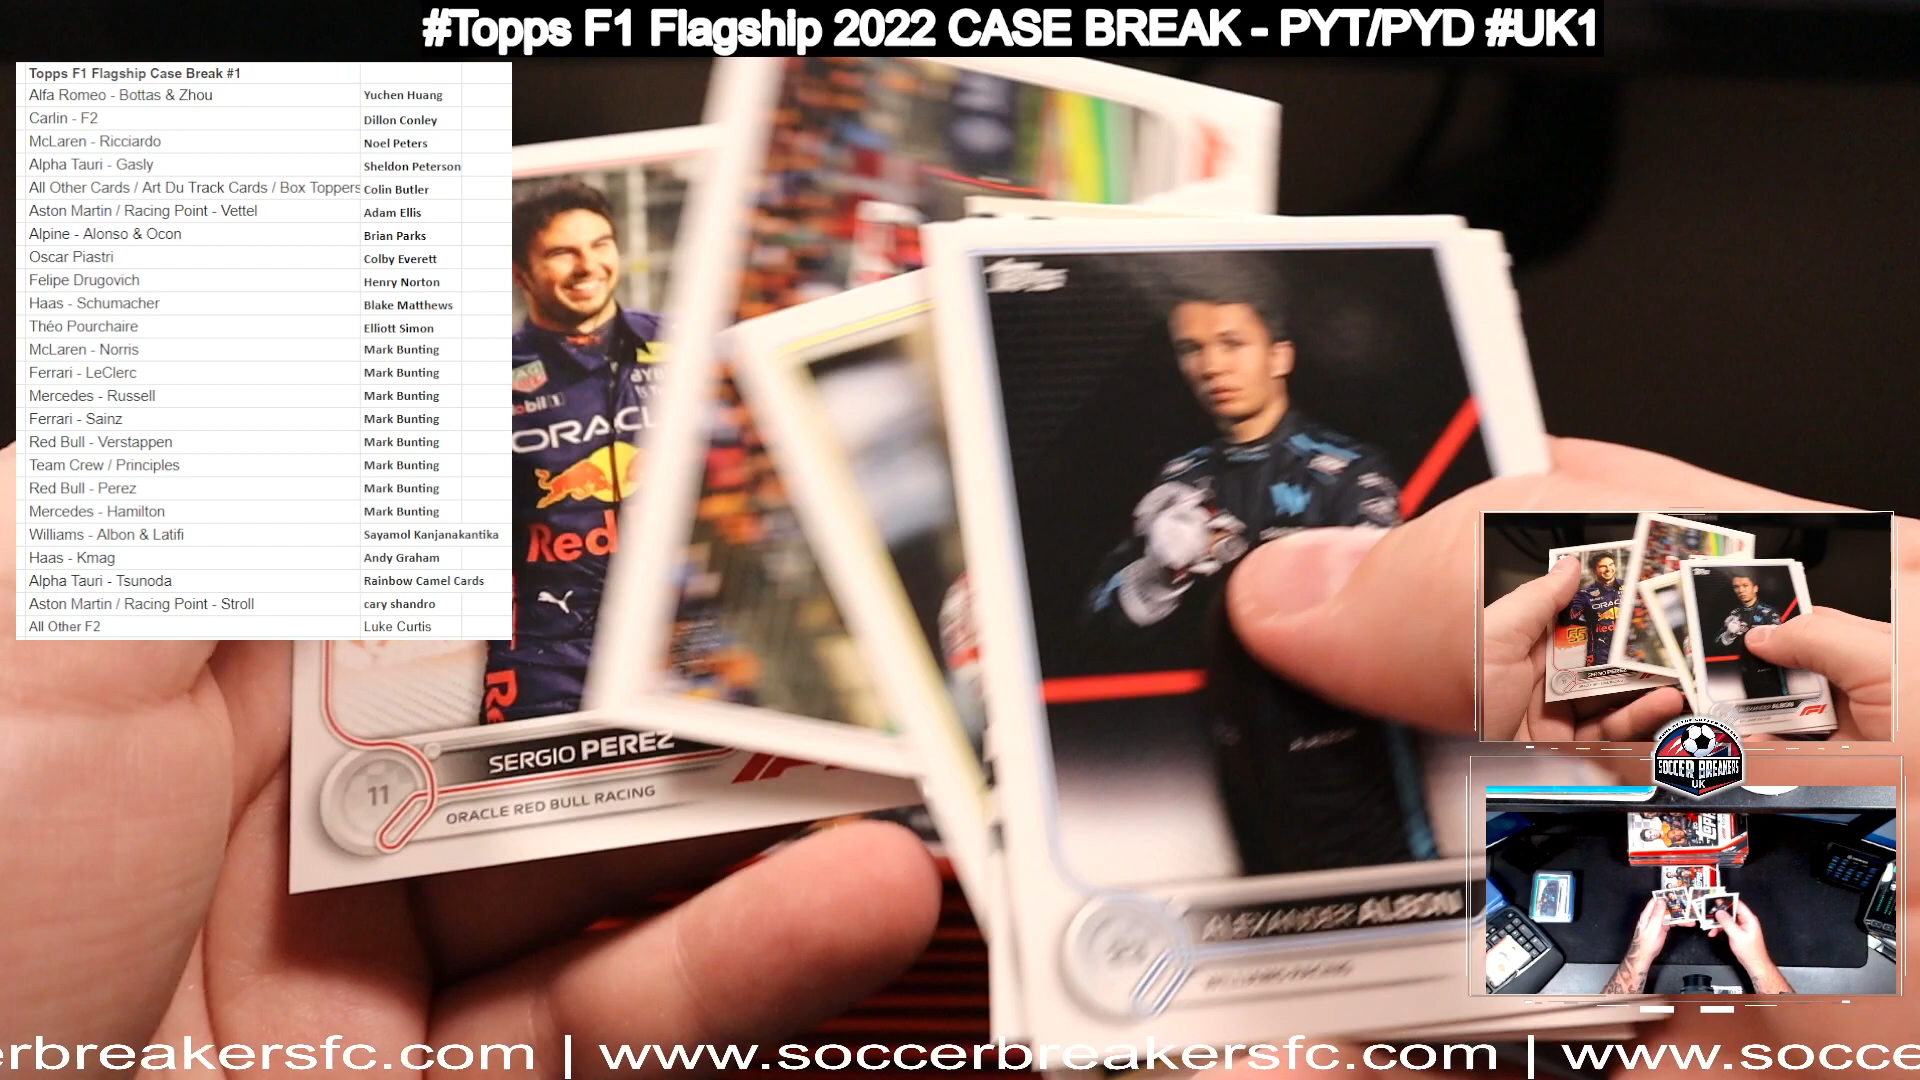 #Topps F1 Flagship 2022 CASE BREAK - PYT/PYD #UK1
Topps F1 Flagship Case Break #1
Alfa Romeo - Bottas & Zhou Yuchen Huang
Carlin - F2 Dillon Conley
McLaren - Ricciardo Noel Peters
Alpha Tauri - Gasly Sheldon Peterson
All Other Cards / Art Du Track Cards / Box Toppers Colin Butler
Aston Martin / Racing Point - Vettel Adam Ellis
Alpine - Alonso & Ocon Brian Parks
Oscar Piastri Colby Everett
Felipe Drugovich Henry Norton
Haas - Schumacher Blake Matthews
Théo Pourchaire Elliott Simon
McLaren - Norris Mark Bunting
Ferrari - LeClerc Mark Bunting
Mercedes - Russell Mark Bunting
Ferrari - Sainz Mark Bunting
Red Bull - Verstappen Mark Bunting
Team Crew / Principles Mark Bunting
Red Bull - Perez Mark Bunting
Mercedes - Hamilton Mark Bunting
Williams - Albon & Latifi Sayamol Kanjanakantika
Haas - Kmag Andy Graham
Alpha Tauri - Tsunoda Rainbow Camel Cards
Aston Martin / Racing Point - Stroll cary shandro
All Other F2 Luke Curtis
ORACL
Red
SERGIO PEREZ
11
ORACLE RED BULL RACING
topps
ALEXANDER ALBON
SOCCER BREAKERS
UK
erbreakersfc.com | www.soccerbreakersfc.com | www.socce